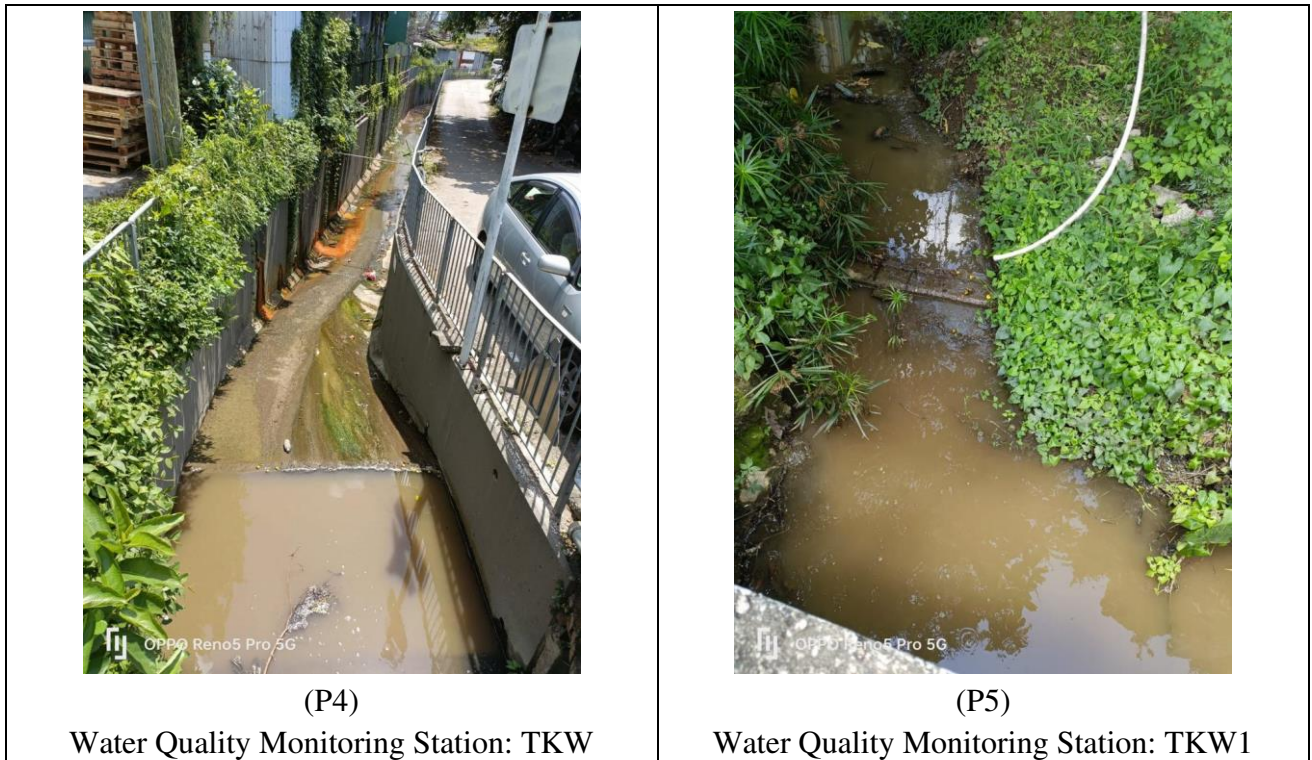 OPPO Reno5 Pro 5G
(P4)
Water Quality Monitoring Station: TKW
OPPO Reno5 Pro 5G
(P5)
Water Quality Monitoring Station: TKW1